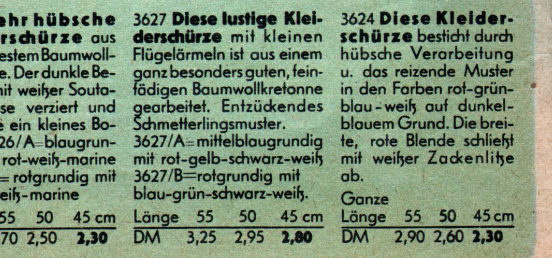 ehr hübsche
rschürze aus
estem Baumwoll-
e. Der dunkle Be-
nit weißer Souta-
se verziert und
ein kleines Bo-
26/A=blaugrun-
rot-weiß-marine
= rotgrundig mit
eiß-marine
55 50 45 cm
70 2,50 2,30
3627 Diese lustige Klei-
derschürze mit kleinen
Flügelärmeln ist aus einem
ganz besonders guten, fein-
fädigen Baumwollkretonne
gearbeitet. Entzückendes
Schmetterlingsmuster.
3627/A=mittelblaugrundig
mit rot-gelb-schwarz-weiß
3627/B=rotgrundig mit
blau-grün-schwarz-weiß.
Länge 55 50 45 cm
DM 3,25 2,95 2,80
3624 Diese Kleider-
schürze besticht durch
hübsche Verarbeitung
u. das reizende Muster
in den Farben rot-grün-
blau-weiß auf dunkel-
blauem Grund. Die brei-
te, rote Blende schließt
mit weißer Zackenlitze
ab.
Ganze
Länge 55 50 45 cm
DM 2,90 2,60 2,30